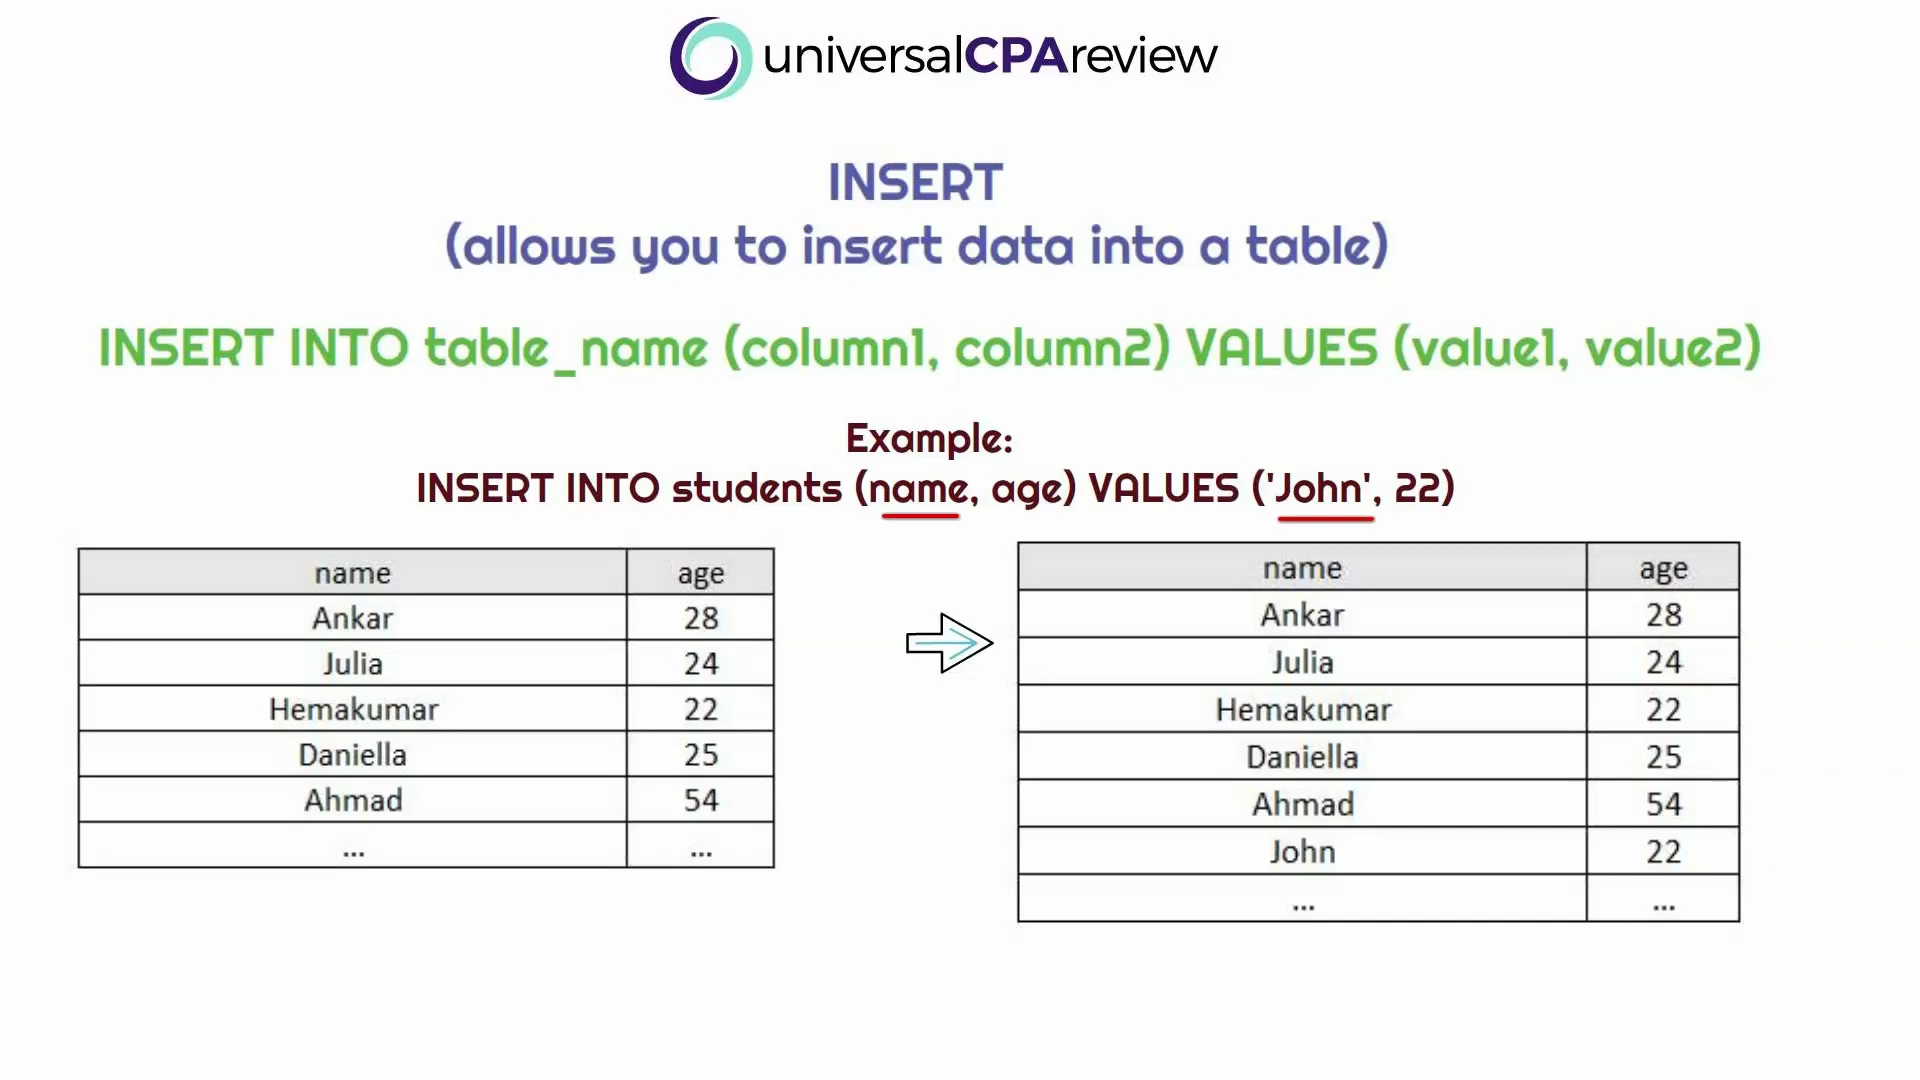 universalCPAreview
INSERT
(allows you to insert data into a table)
INSERT INTO table_name (column1, column2) VALUES (value1, value2)
Example:
INSERT INTO students (name, age) VALUES ('John', 22)
name age
Ankar 28
Julia 24
Hemakumar 22
Daniella 25
Ahmad 54
... ...
name age
Ankar 28
Julia 24
Hemakumar 22
Daniella 25
Ahmad 54
John 22
... ...